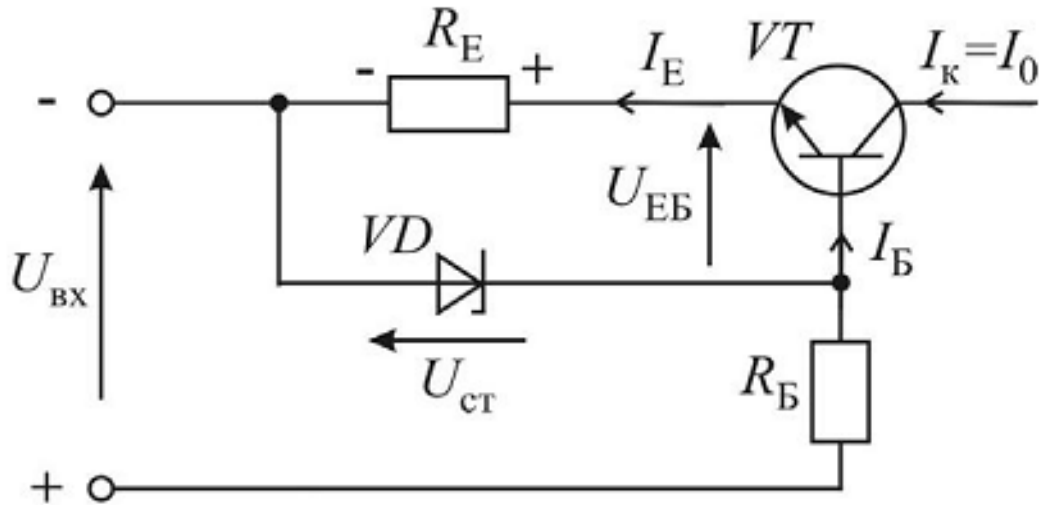 R_Е
- +
I_Е
VT
I_к=I_0
-
U_ЕБ
VD
I_Б
U_вх
U_ст
R_Б
+